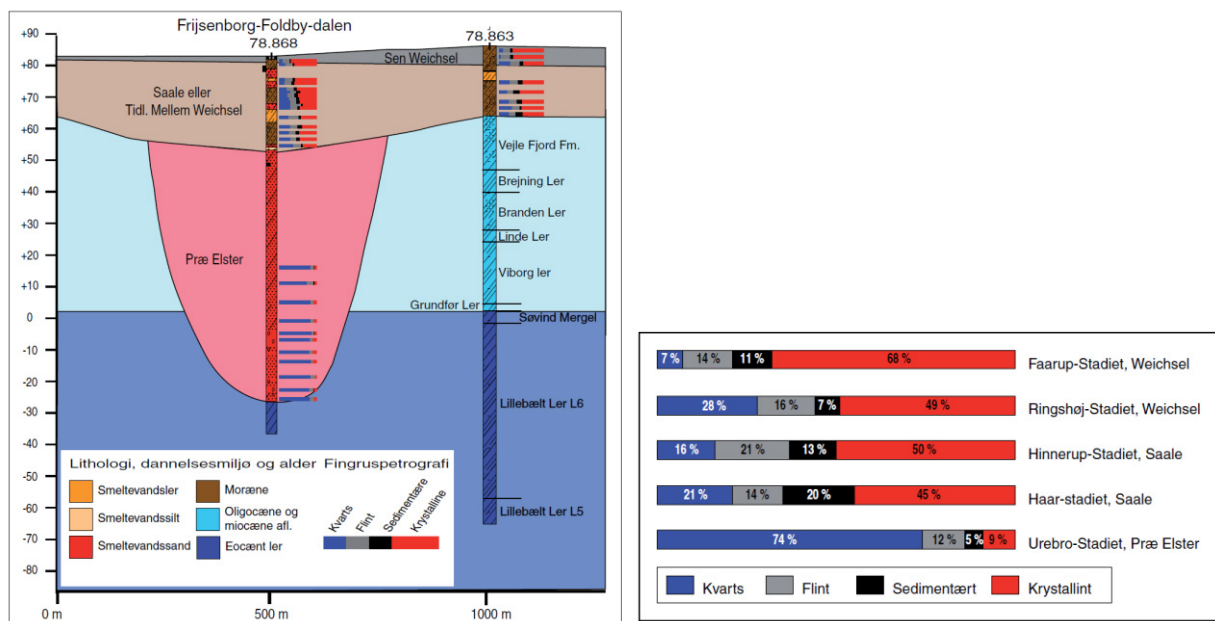 Frijsenborg-Foldby-dalen
78.868
78.863
+90
+80
+70
+60
+50
+40
+30
+20
+10
0
-10
-20
-30
-40
-50
-60
-70
-80
Sen Weichsel
Saale eller
Tidl. Mellem Weichsel
Præ Elster
Vejle Fjord Fm.
Brejning Ler
Branden Ler
Linde Ler
Viborg ler
Grundfør Ler
Søvind Mergel
Lillebælt Ler L6
Lillebælt Ler L5
Lithologi, dannelsesmiljø og alder
Smeltevandsler
Smeltevandssilt
Smeltevandssand
Moræne
Oligocæne og
miocæne afl.
Eocænt ler
Fingruspetrografi
Kvarts
Flint
Sedimentære
Krystalline
0 m
500 m
1000 m
7 % 14 % 11 % 68 % Faarup-Stadiet, Weichsel
28 % 16 % 7 % 49 % Ringshøj-Stadiet, Weichsel
16 % 21 % 13 % 50 % Hinnerup-Stadiet, Saale
21 % 14 % 20 % 45 % Haar-stadiet, Saale
74 % 12 % 5 % 9 % Urebro-Stadiet, Præ Elster
Kvarts Flint Sedimentært Krystallint